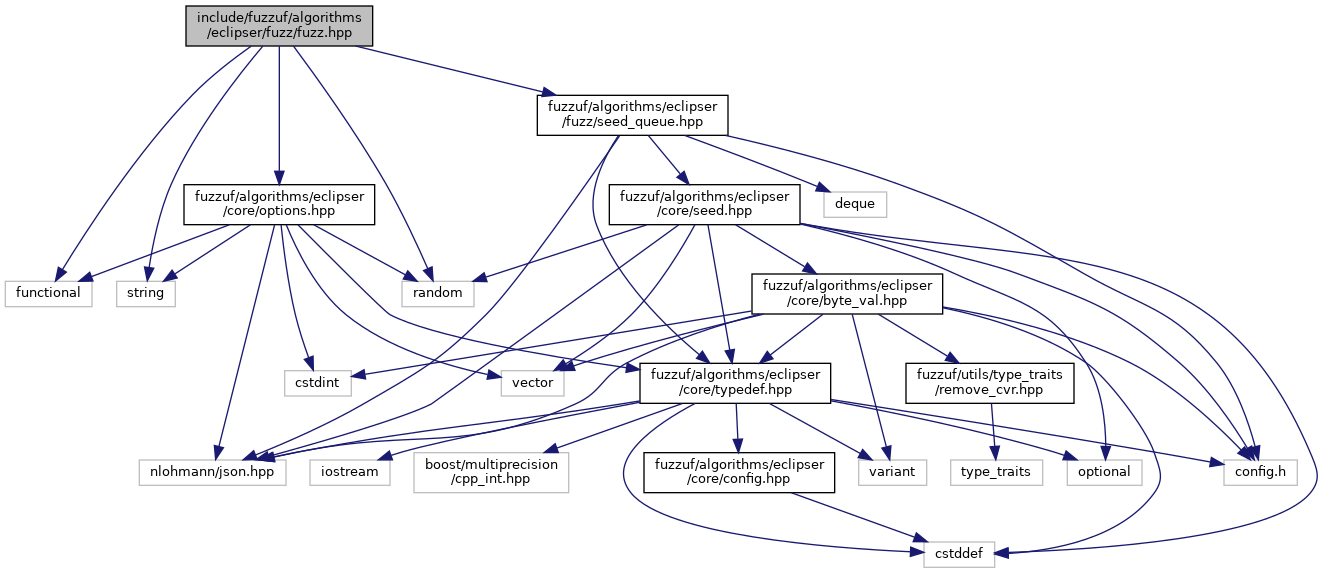 include/fuzzuf/algorithms
/eclipser/fuzz/fuzz.hpp
fuzzuf/algorithms/eclipser
/fuzz/seed_queue.hpp
fuzzuf/algorithms/eclipser
/core/options.hpp
fuzzuf/algorithms/eclipser
/core/seed.hpp
deque
functional
string
random
fuzzuf/algorithms/eclipser
/core/byte_val.hpp
cstdint
vector
fuzzuf/algorithms/eclipser
/core/typedef.hpp
fuzzuf/utils/type_traits
/remove_cvr.hpp
nlohmann/json.hpp
iostream
boost/multiprecision
/cpp_int.hpp
fuzzuf/algorithms/eclipser
/core/config.hpp
variant
type_traits
optional
config.h
cstddef